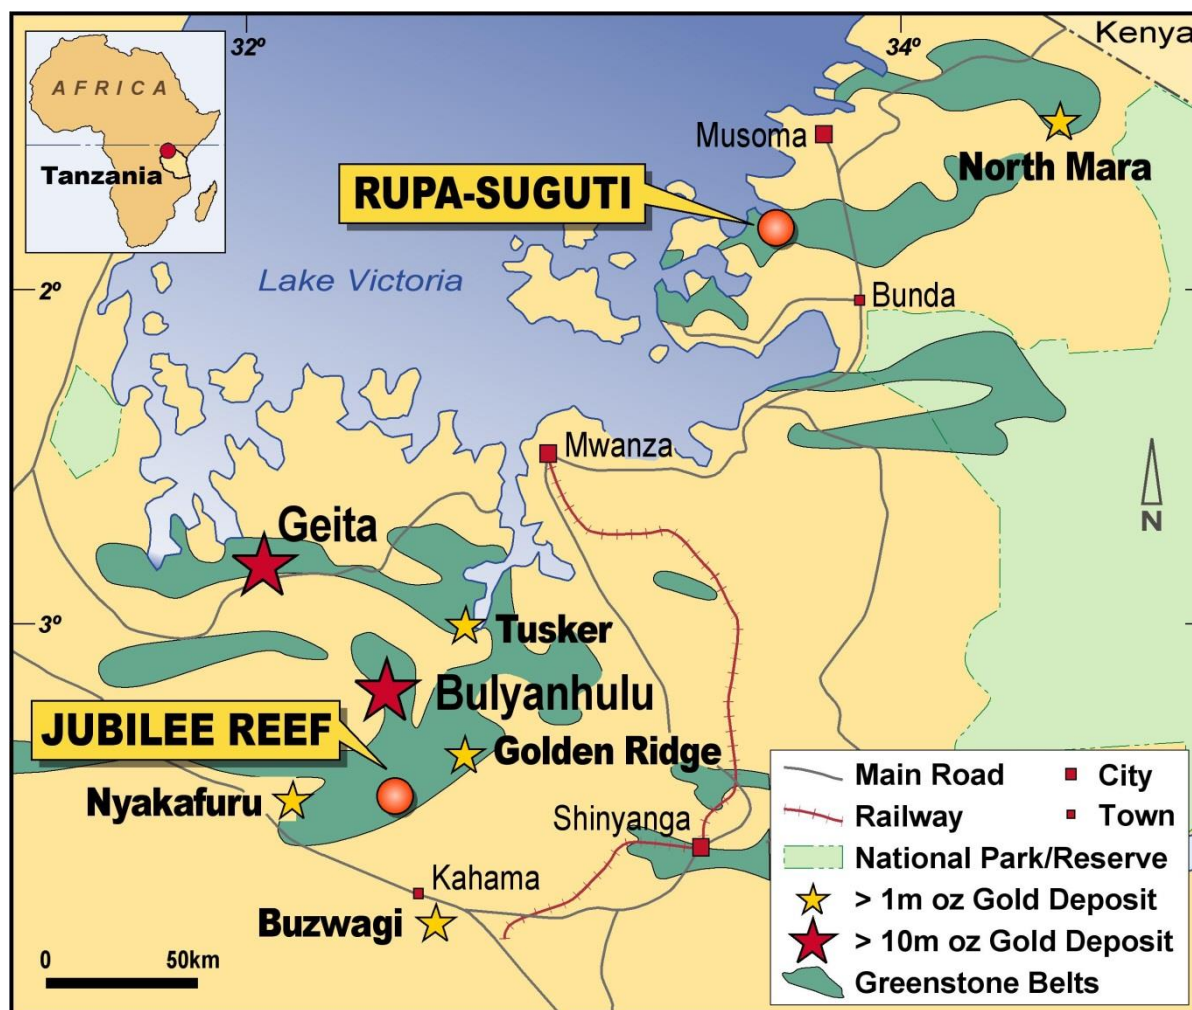 32º
34º
Kenya
AFRICA
Tanzania
Musoma
North Mara
RUPA-SUGUTI
Lake Victoria
2º
Bunda
Mwanza
N
Geita
3º
Tusker
Bulyanhulu
JUBILEE REEF
Golden Ridge
Nyakafuru
Shinyanga
Kahama
Buzwagi
0 50km
Main Road
City
Railway
Town
National Park/Reserve
> 1m oz Gold Deposit
> 10m oz Gold Deposit
Greenstone Belts